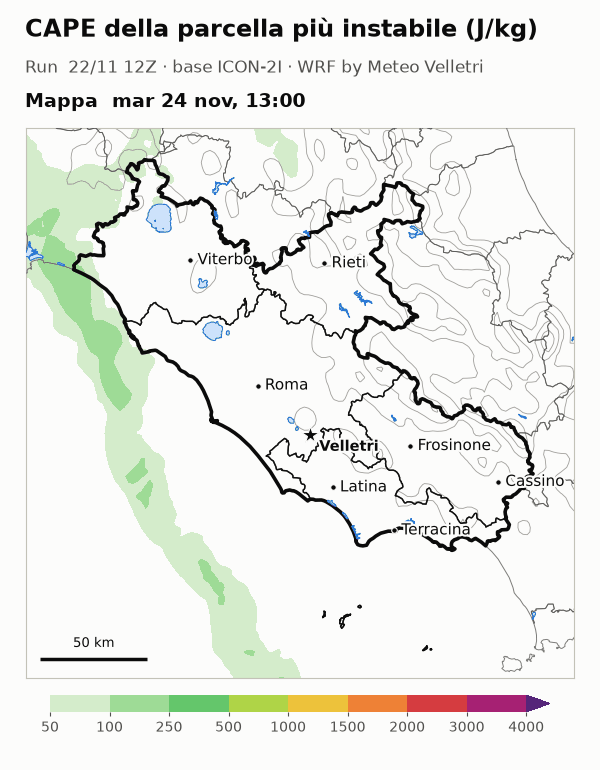 CAPE della parcella più instabile (J/kg)
Run  22/11 12Z · base ICON-2I · WRF by Meteo Velletri
Mappa  mar 24 nov, 13:00
Viterbo
Rieti
Roma
Velletri
Frosinone
Latina
Cassino
Terracina
50 km
50 100 250 500 1000 1500 2000 3000 4000